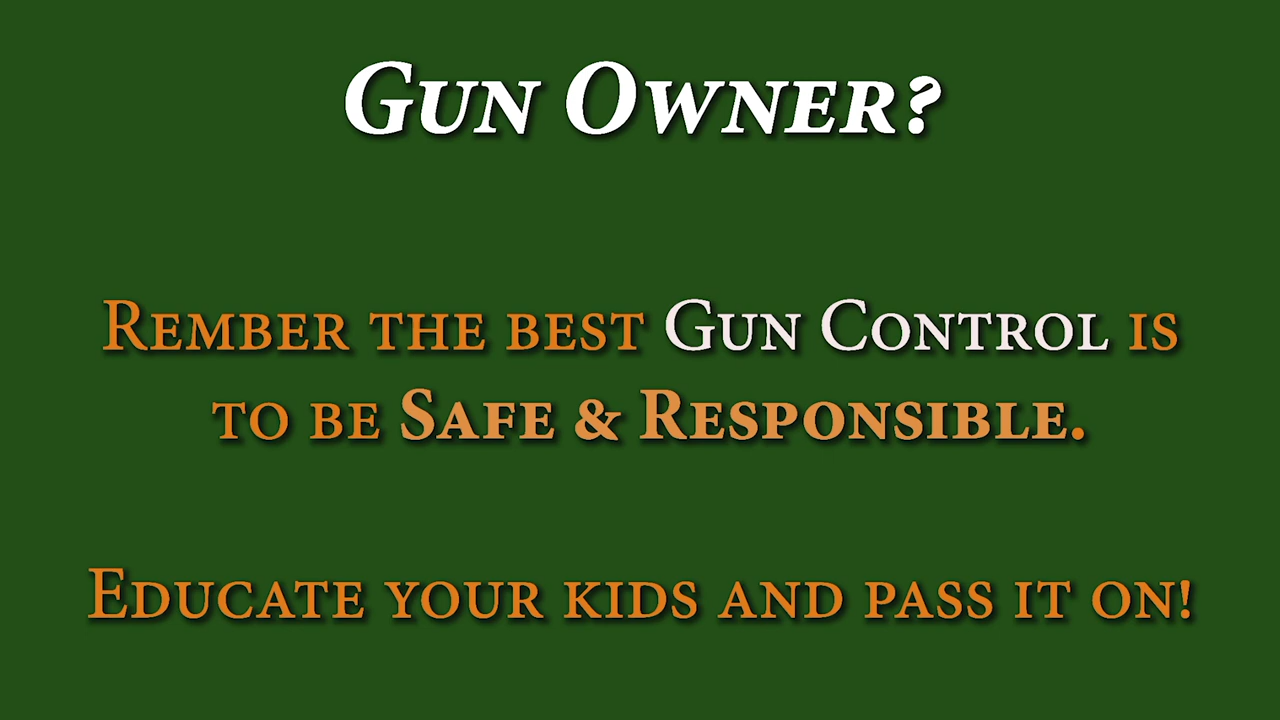 Gun Owner?
Rember the best Gun Control is
to be Safe & Responsible.
Educate your kids and pass it on!